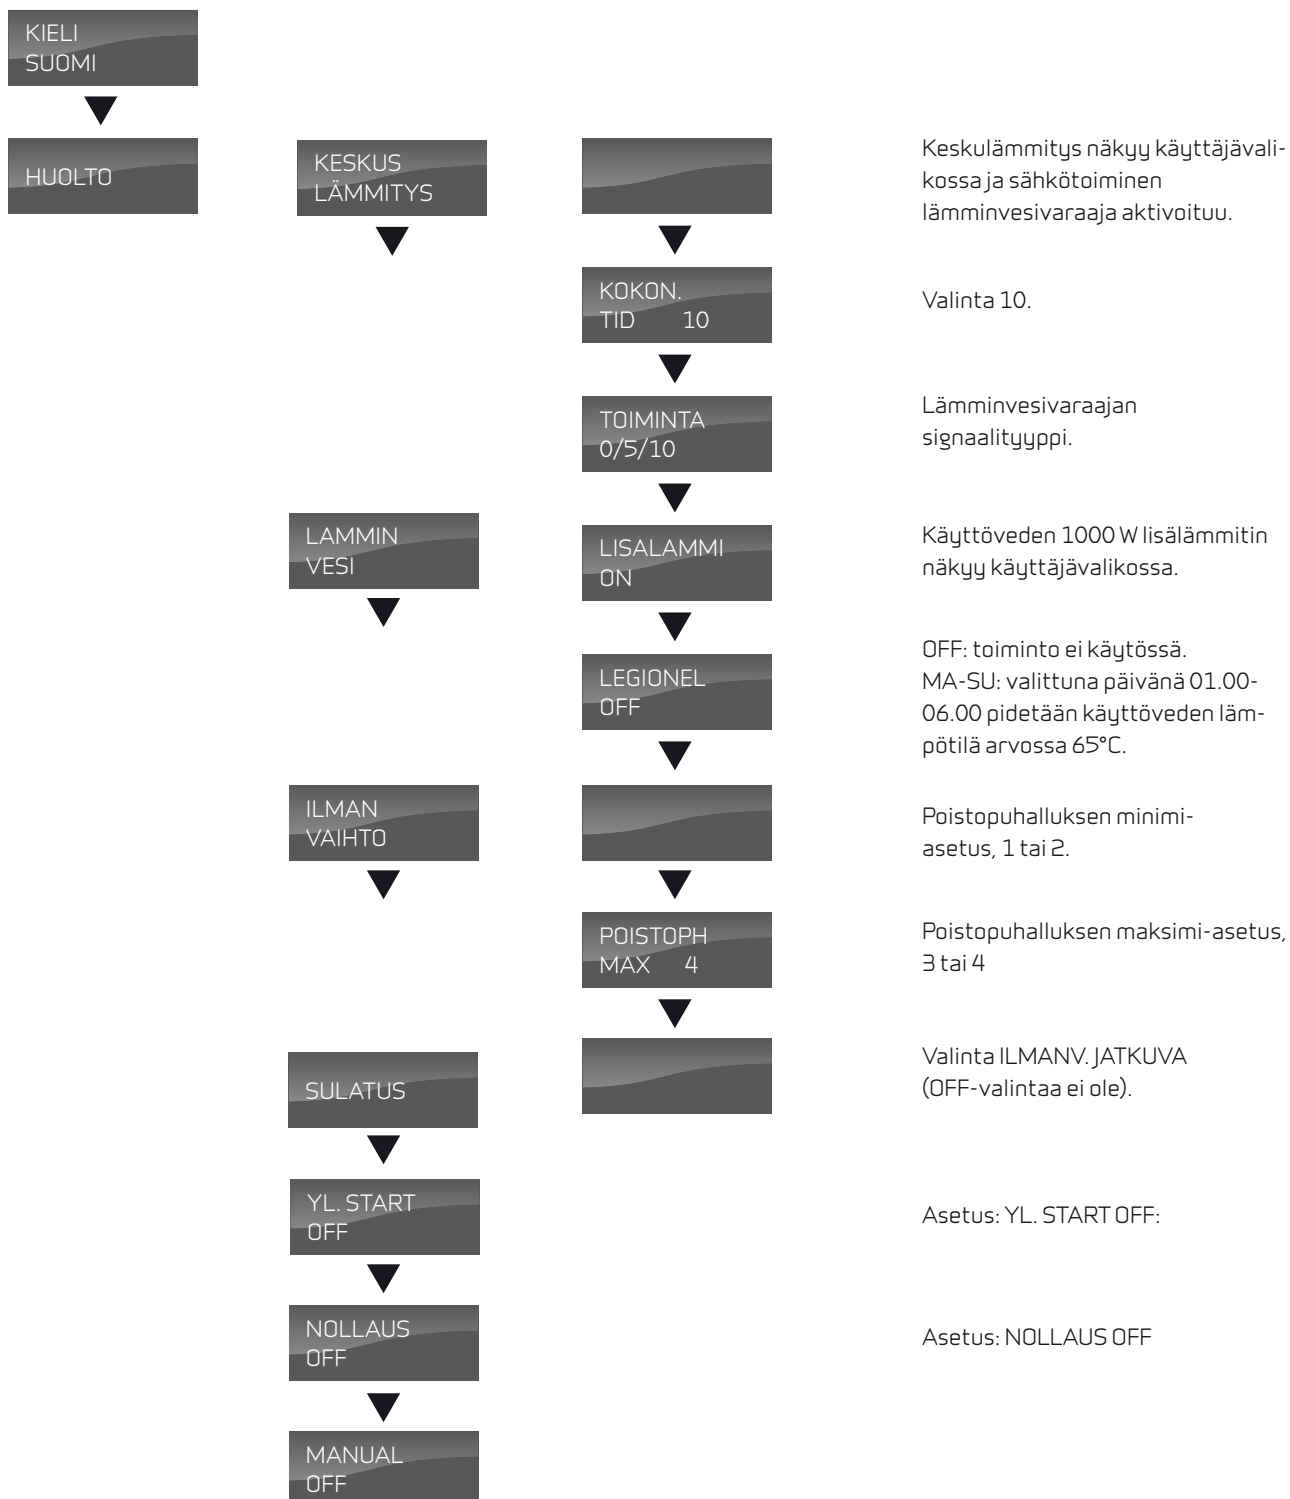 KIELI
SUOMI
HUOLTO
KESKUS
LÄMMITYS
Keskulämmitys näkyy käyttäjävali-
kossa ja sähkötoiminen
lämminvesivaraaja aktivoituu.
KOKON.
TID 10
Valinta 10.
TOIMINTA
0/5/10
Lämminvesivaraajan
signaalityyppi.
LAMMIN
VESI
LISALAMMI
ON
Käyttöveden 1000 W lisälämmitin
näkyy käyttäjävalikossa.
LEGIONEL
OFF
OFF: toiminto ei käytössä.
MA-SU: valittuna päivänä 01.00-
06.00 pidetään käyttöveden läm-
pötilä arvossa 65°C.
ILMAN
VAIHTO
Poistopuhalluksen minimi-
asetus, 1 tai 2.
POISTOPH
MAX 4
Poistopuhalluksen maksimi-asetus,
3 tai 4
SULATUS
Valinta ILMANV. JATKUVA
(OFF-valintaa ei ole).
YL. START
OFF
Asetus: YL. START OFF:
NOLLAUS
OFF
Asetus: NOLLAUS OFF
MANUAL
OFF